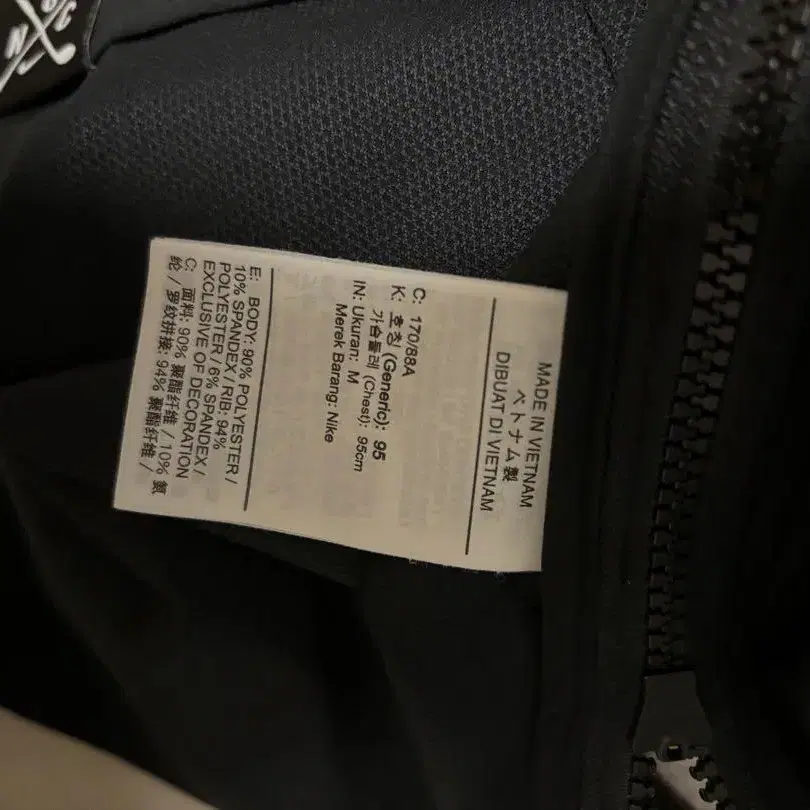 MADE IN VIETNAM
ベトナム製
DIBUAT DI VIETNAM
C: 170/88A
K: 호칭 (Generic): 95
가슴둘레 (Chest): 95cm
IN: Ukuran: M
Merek Barang: Nike
E: BODY: 90% POLYESTER /
10% SPANDEX / RIB: 94%
POLYESTER / 6% SPANDEX /
EXCLUSIVE OF DECORATION
C: 面料: 90% 聚酯纤维 / 10% 氨
纶 / 罗纹拼接: 94% 聚酯纤维 /
N G C